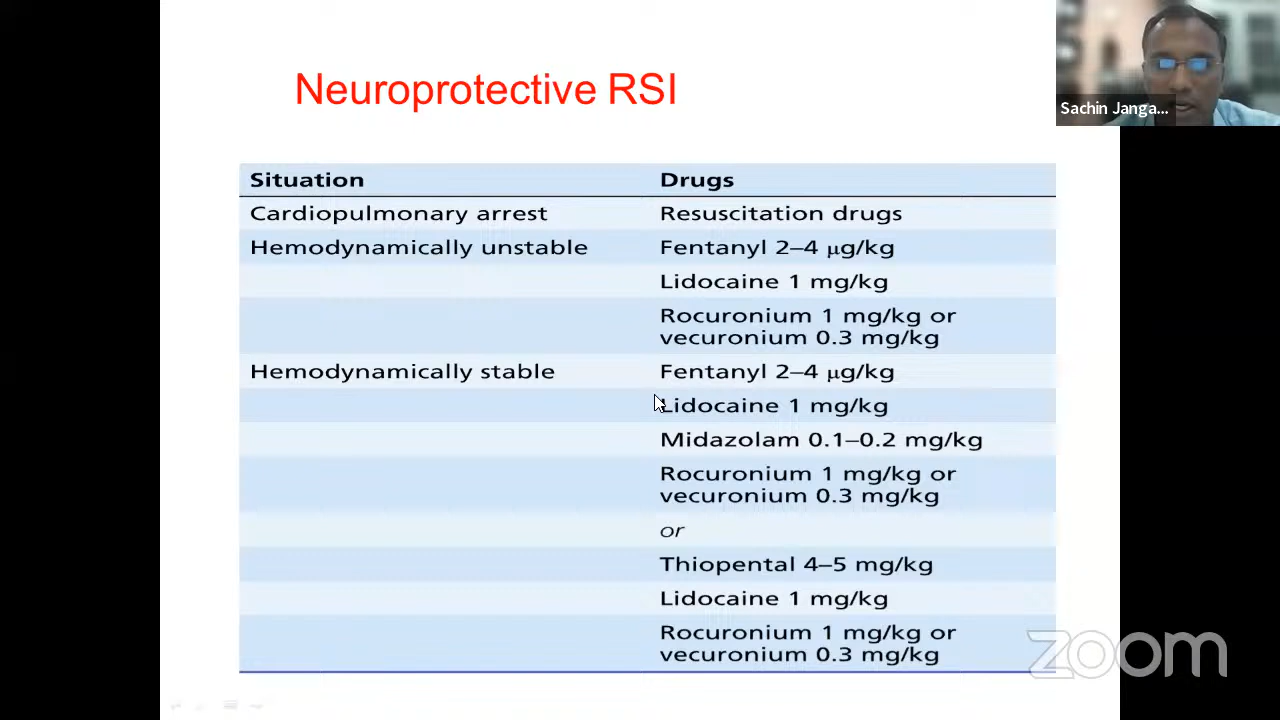 Neuroprotective RSI
Sachin Janga...
Situation Drugs
Cardiopulmonary arrest Resuscitation drugs
Hemodynamically unstable Fentanyl 2–4 μg/kg
Lidocaine 1 mg/kg
Rocuronium 1 mg/kg or
vecuronium 0.3 mg/kg
Hemodynamically stable Fentanyl 2–4 μg/kg
Lidocaine 1 mg/kg
Midazolam 0.1–0.2 mg/kg
Rocuronium 1 mg/kg or
vecuronium 0.3 mg/kg
or
Thiopental 4–5 mg/kg
Lidocaine 1 mg/kg
Rocuronium 1 mg/kg or
vecuronium 0.3 mg/kg
zoom